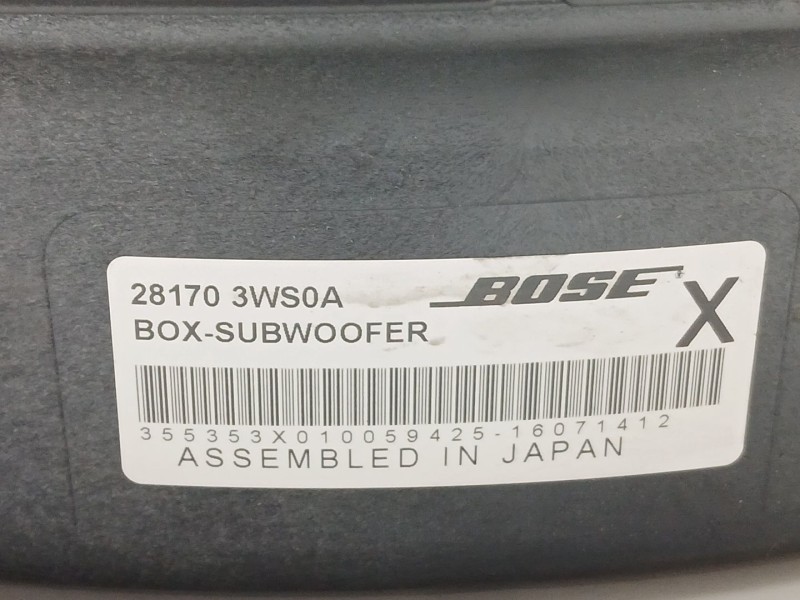 28170 3WS0A BOSE
BOX-SUBWOOFER X
355353X010059425-16071412
ASSEMBLED IN JAPAN